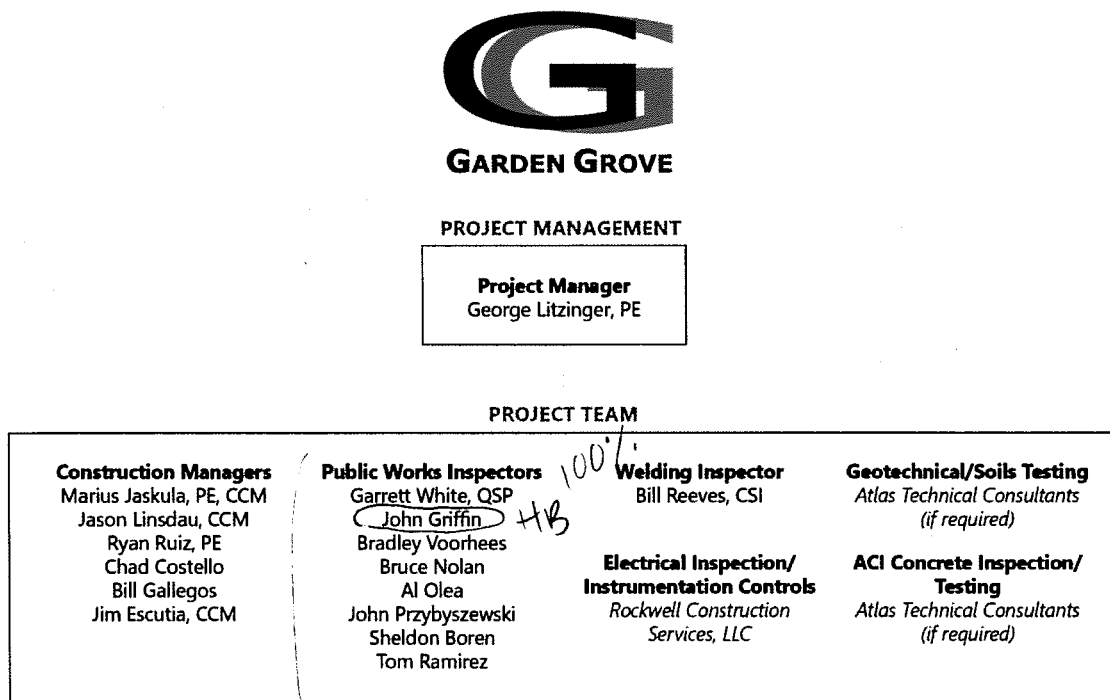 GG
GARDEN GROVE
PROJECT MANAGEMENT
Project Manager
George Litzinger, PE
PROJECT TEAM
Construction Managers
Marius Jaskula, PE, CCM
Jason Linsdau, CCM
Ryan Ruiz, PE
Chad Costello
Bill Gallegos
Jim Escutia, CCM
Public Works Inspectors
Garrett White, QSP
John Griffin
Bradley Voorhees
Bruce Nolan
Al Olea
John Przybyszewski
Sheldon Boren
Tom Ramirez
100%
HB
Welding Inspector
Bill Reeves, CSI
Electrical Inspection/
Instrumentation Controls
Rockwell Construction
Services, LLC
Geotechnical/Soils Testing
Atlas Technical Consultants
(if required)
ACI Concrete Inspection/
Testing
Atlas Technical Consultants
(if required)